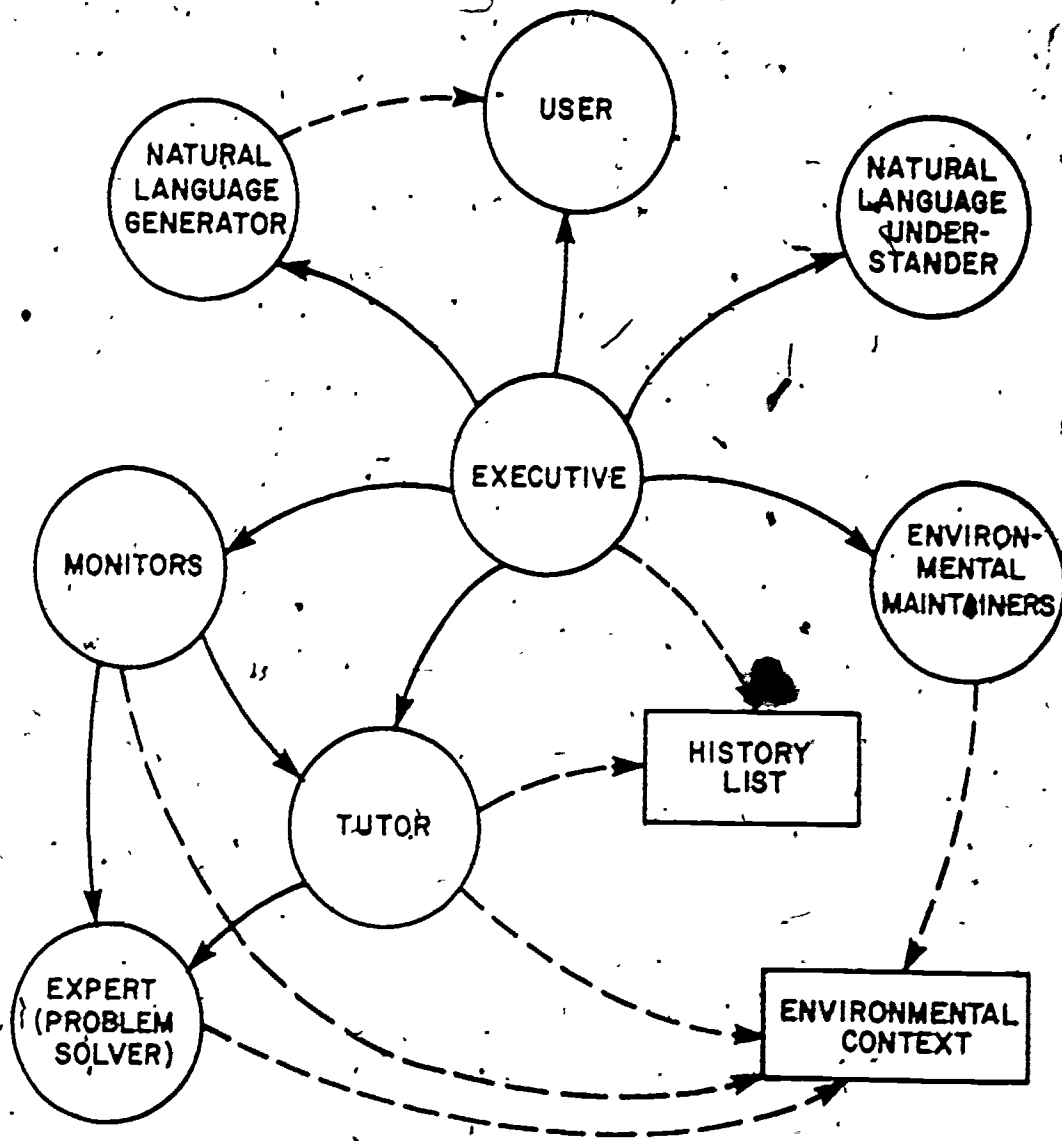 USER
NATURAL
LANGUAGE
GENERATOR
NATURAL
LANGUAGE
UNDER-
STANDER
EXECUTIVE
MONITORS
ENVIRON-
MENTAL
MAINTAINERS
HISTORY
LIST
TUTOR
EXPERT
(PROBLEM
SOLVER)
ENVIRONMENTAL
CONTEXT